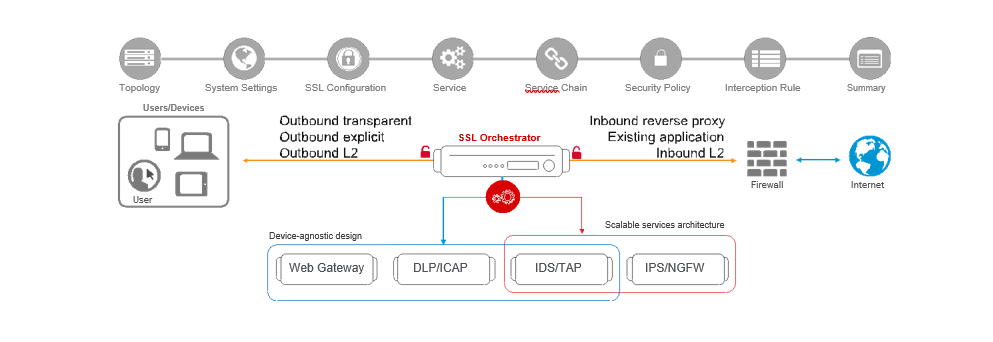 Topology
System Settings
SSL Configuration
Service
Service Chain
Security Policy
Interception Rule
Summary
Users/Devices
User
Outbound transparent
Outbound explicit
Outbound L2
SSL Orchestrator
Inbound reverse proxy
Existing application
Inbound L2
Firewall
Internet
Device-agnostic design
Scalable services architecture
Web Gateway
DLP/ICAP
IDS/TAP
IPS/NGFW